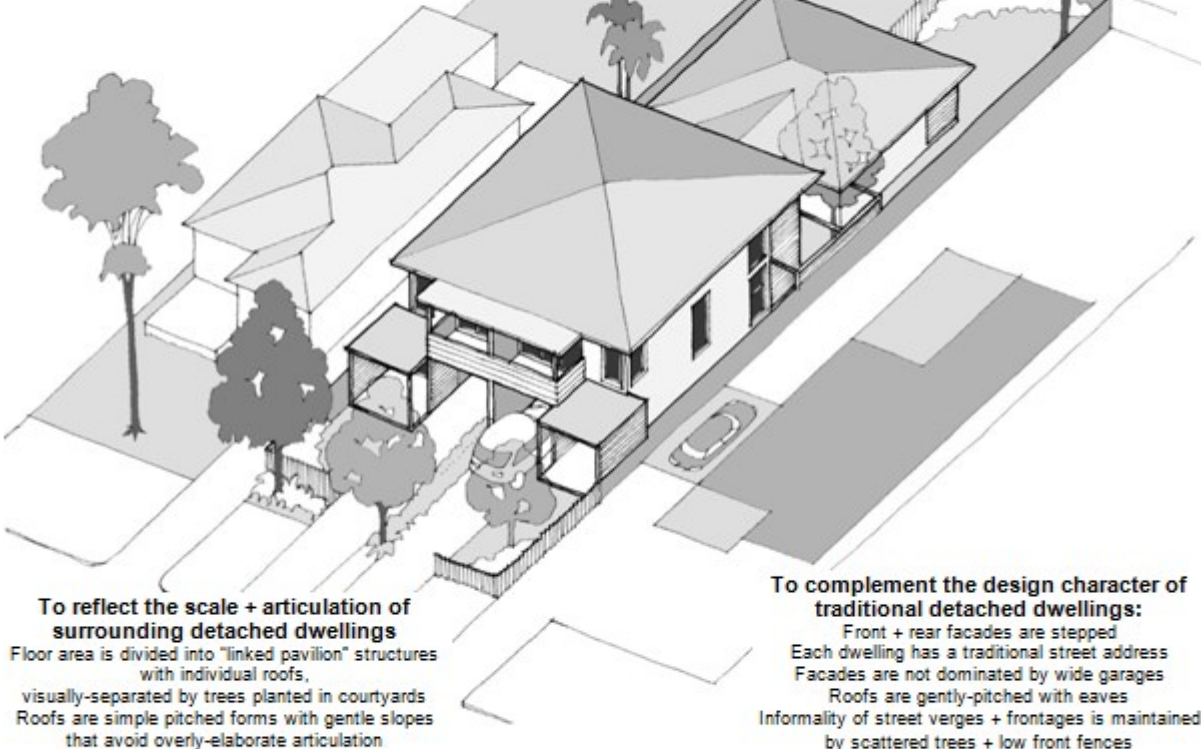 To reflect the scale + articulation of
surrounding detached dwellings
Floor area is divided into "linked pavilion" structures
with individual roofs,
visually-separated by trees planted in courtyards
Roofs are simple pitched forms with gentle slopes
that avoid overly-elaborate articulation
To complement the design character of
traditional detached dwellings:
Front + rear facades are stepped
Each dwelling has a traditional street address
Facades are not dominated by wide garages
Roofs are gently-pitched with eaves
Informality of street verges + frontages is maintained
by scattered trees + low front fences